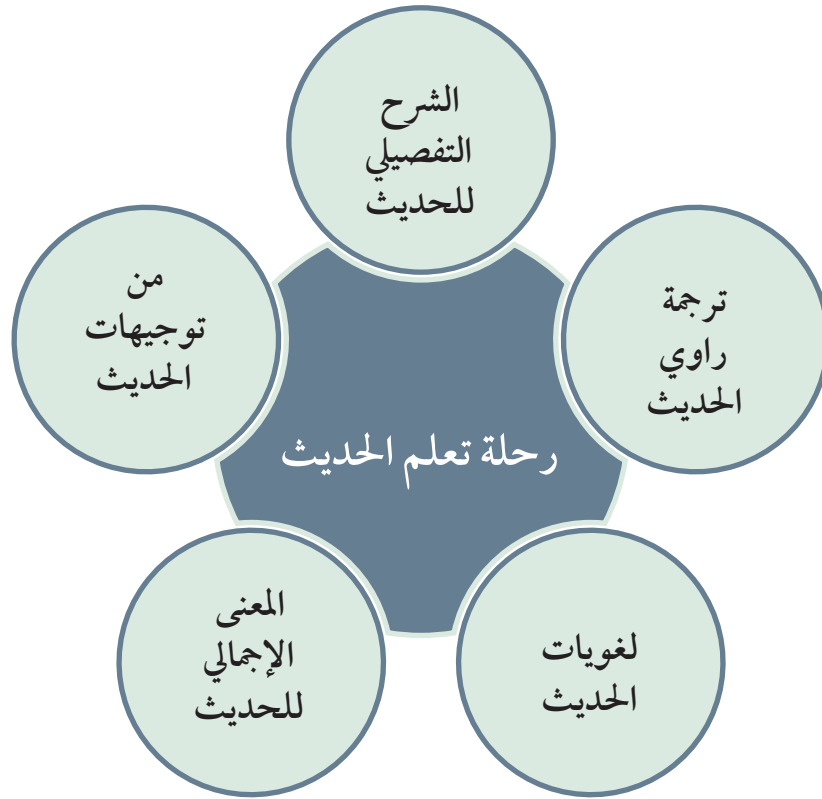 الشرح
التفصيلي
للحديث
ترجمة
راوي
الحديث
من
توجيهات
الحديث
رحلة تعلم الحديث
لغويات
الحديث
المعنى
الإجمالي
للحديث